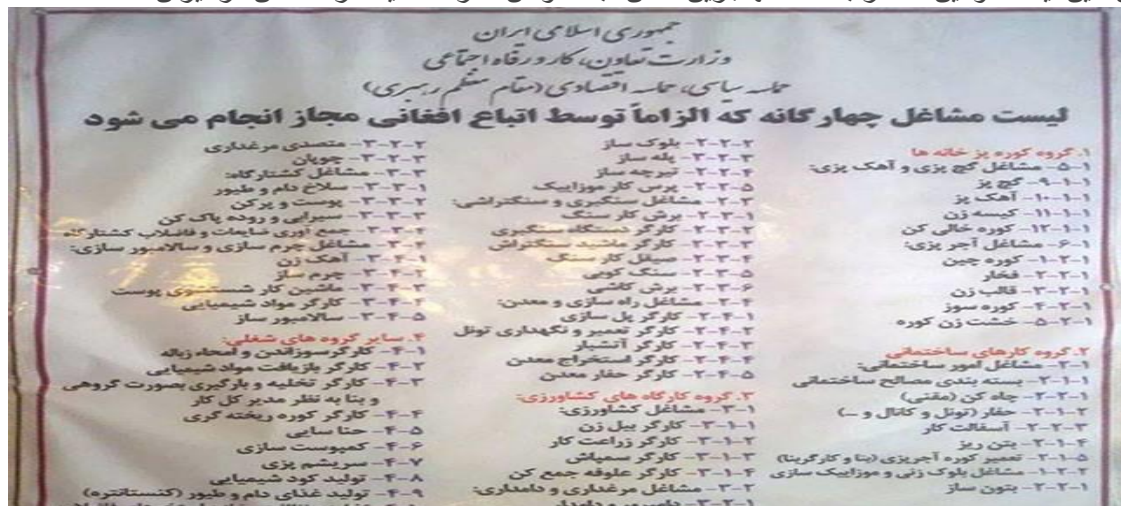 جمهوری اسلامی ایران
وزارت تعاون، کار و رفاه اجتماعی
حماسه سیاسی، حماسه اقتصادی (مقام معظم رهبری)
لیست مشاغل چهارگانه که الزاماً توسط اتباع افغانی مجاز انجام می شود
۱. گروه کوره پز خانه ها
۵-۱- مشاغل گچ پزی و آهک پزی:
۹-۱-۱- گچ پز
۱۰-۱-۱- آهک پز
۱۱-۱-۱- کیسه زن
۱۲-۱-۱- کوره خالی کن
۶-۱- مشاغل آجر پزی:
۱-۲-۱- کوره چین
۲-۲-۱- فخار
۳-۲-۱- قالب زن
۴-۲-۱- کوره سوز
۵-۲-۱- خشت زن کوره
۲. گروه کارهای ساختمانی
۱-۲- مشاغل امور ساختمانی:
۱-۱-۲- بسته بندی مصالح ساختمانی
۱-۲-۲- چاه کن (مقنی)
۲-۱-۲- حفار (تونل و کانال و ...)
۳-۲-۲- آسفالت کار
۴-۱-۲- بتن ریز
۵-۱-۲- تعمیر کوره آجرپزی (بنا و کارگر بنا)
۲-۲-۱- مشاغل بلوک زنی و موزاییک سازی
۱-۲-۲- بتون ساز
۲-۲-۲- بلوک ساز
۳-۲-۲- پله ساز
۴-۲-۲- تیرچه ساز
۵-۲-۲- پرس کار موزاییک
۳-۲- مشاغل سنگبری و سنگتراشی:
۱-۳-۲- برش کار سنگ
۲-۳-۲- کارگر دستگاه سنگبری
۳-۳-۲- کارگر ماشین سنگتراش
۴-۳-۲- صیقل کار سنگ
۵-۳-۲- سنگ کوبی
۶-۳-۲- برش کاشی
۴-۲- مشاغل راه سازی و معدن:
۱-۴-۲- کارگر پل سازی
۲-۴-۲- کارگر تعمیر و نگهداری تونل
۳-۴-۲- کارگر آتشبار
۴-۴-۲- کارگر استخراج معدن
۵-۴-۲- کارگر حفار معدن
۳. گروه کارگاه های کشاورزی:
۱-۳- مشاغل کشاورزی:
۱-۱-۳- کارگر بیل زن
۲-۱-۳- کارگر زراعت کار
۳-۱-۳- کارگر سمپاش
۴-۱-۳- کارگر علوفه جمع کن
۲-۳- مشاغل مرغداری و دامداری:
۲-۲-۳- متصدی مرغداری
۳-۲-۳- چوپان
۳-۳- مشاغل کشتارگاه:
۱-۳-۳- سلاخ دام و طیور
۲-۳-۳- پوست و پرکن
۳-۳-۳- سیرابی و روده پاک کن
۴-۳-۳- جمع آوری ضایعات و فاضلاب کشتارگاه
۴-۳- مشاغل چرم سازی و سالامبور سازی:
۱-۴-۳- آهک زن
۲-۴-۳- چرم ساز
۳-۴-۳- ماشین کار شستشوی پوست
۴-۴-۳- کارگر مواد شیمیایی
۵-۴-۳- سالامبور ساز
۴. سایر گروه های شغلی:
۱-۴- کارگر سوزاندن و امحاء زباله
۲-۴- کارگر بازیافت مواد شیمیایی
۳-۴- کارگر تخلیه و بارگیری بصورت گروهی
و بنا به نظر مدیر کل کار
۴-۴- کارگر کوره ریخته گری
۵-۴- حنا سایی
۶-۴- کمپوست سازی
۷-۴- سریشم پزی
۸-۴- تولید کود شیمیایی
۹-۴- تولید غذای دام و طیور (کنستانتره)